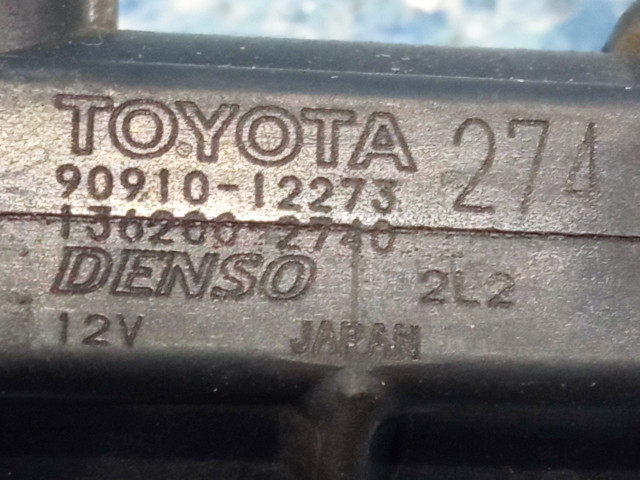 TOYOTA 274
90910-12273
136200-2740
DENSO 2L2
12V JAPAN